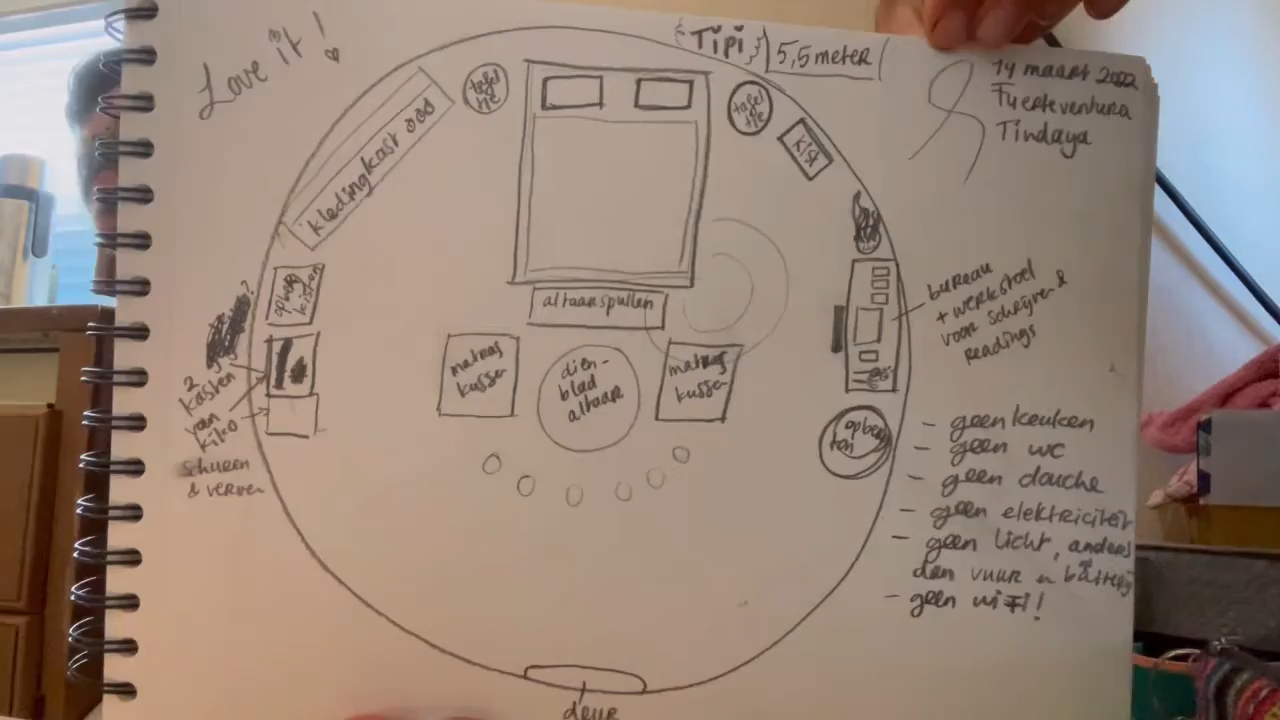 Love it!
{Tipi}
5,5 meter
14 maart 2022
Fuerteventura
Tindaya
tafel
tje
tafel
tje
kist
kledingkast
opberg
kisten
altaarspullen
bureau
+ werkstoel
voor schrijven &
readings
matras
kussen
dien-
blad
altaar
matras
kussen
2
kasten
van
kiko
schuren
& verven
opberg
ton
- geen keuken
- geen wc
- geen douche
- geen elektriciteit
- geen licht, anders
dan vuur en batterij
- geen wifi!
deur